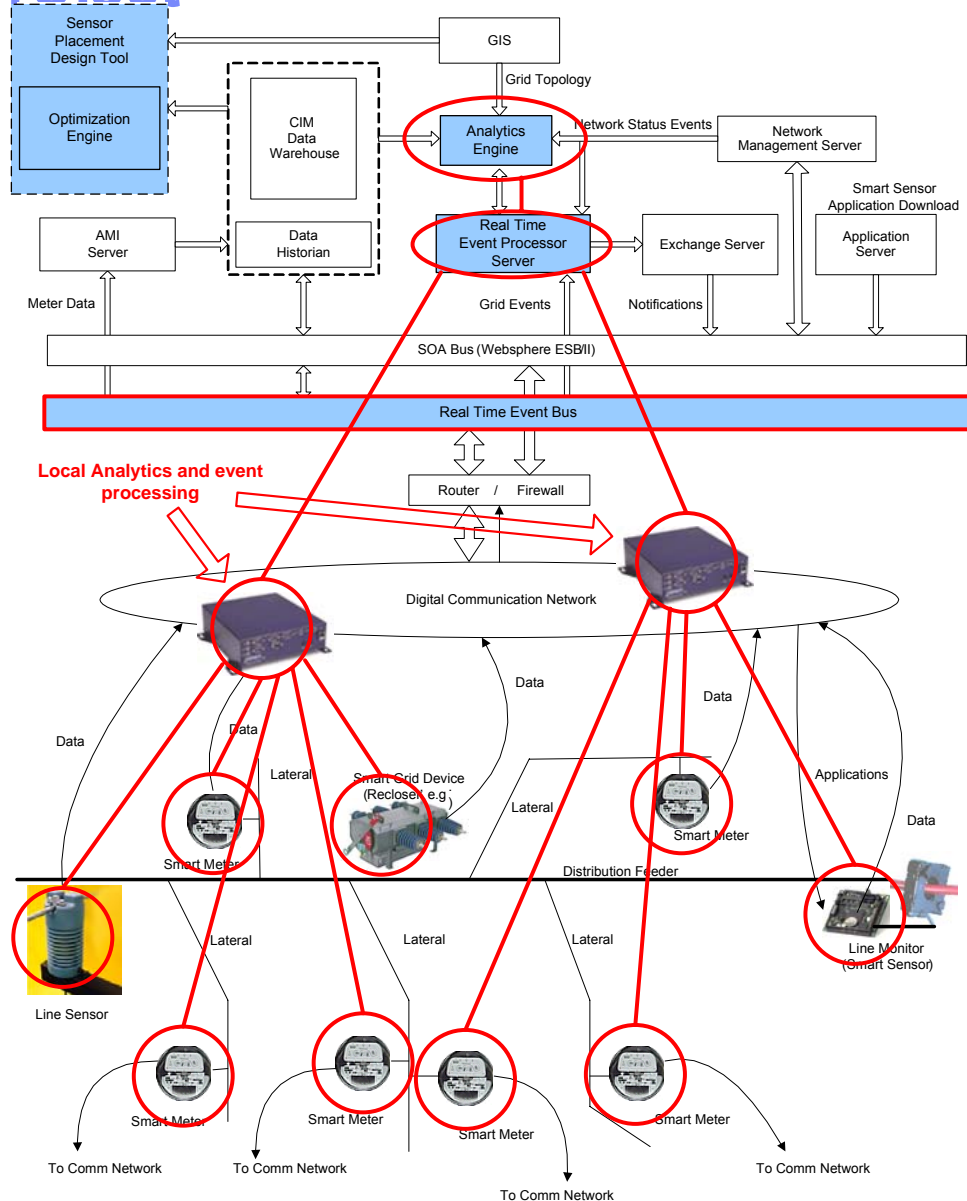 Sensor
Placement
Design Tool
GIS
Grid Topology
Optimization
Engine
CIM
Data
Warehouse
Analytics
Engine
Network Status Events
Network
Management Server
Smart Sensor
Application Download
AMI
Server
Data
Historian
Real Time
Event Processor
Server
Exchange Server
Application
Server
Meter Data
Grid Events
Notifications
SOA Bus (Websphere ESB/II)
Real Time Event Bus
Local Analytics and event
processing
Router / Firewall
Digital Communication Network
Data
Data
Data
Data
Lateral
Smart Grid Device
(Recloser e.g.)
Lateral
Applications
Data
Smart Meter
Smart Meter
Distribution Feeder
Lateral
Lateral
Lateral
Line Monitor
(Smart Sensor)
Line Sensor
Smart Meter
Smart Meter
Smart Meter
Smart Meter
To Comm Network
To Comm Network
To Comm Network
To Comm Network